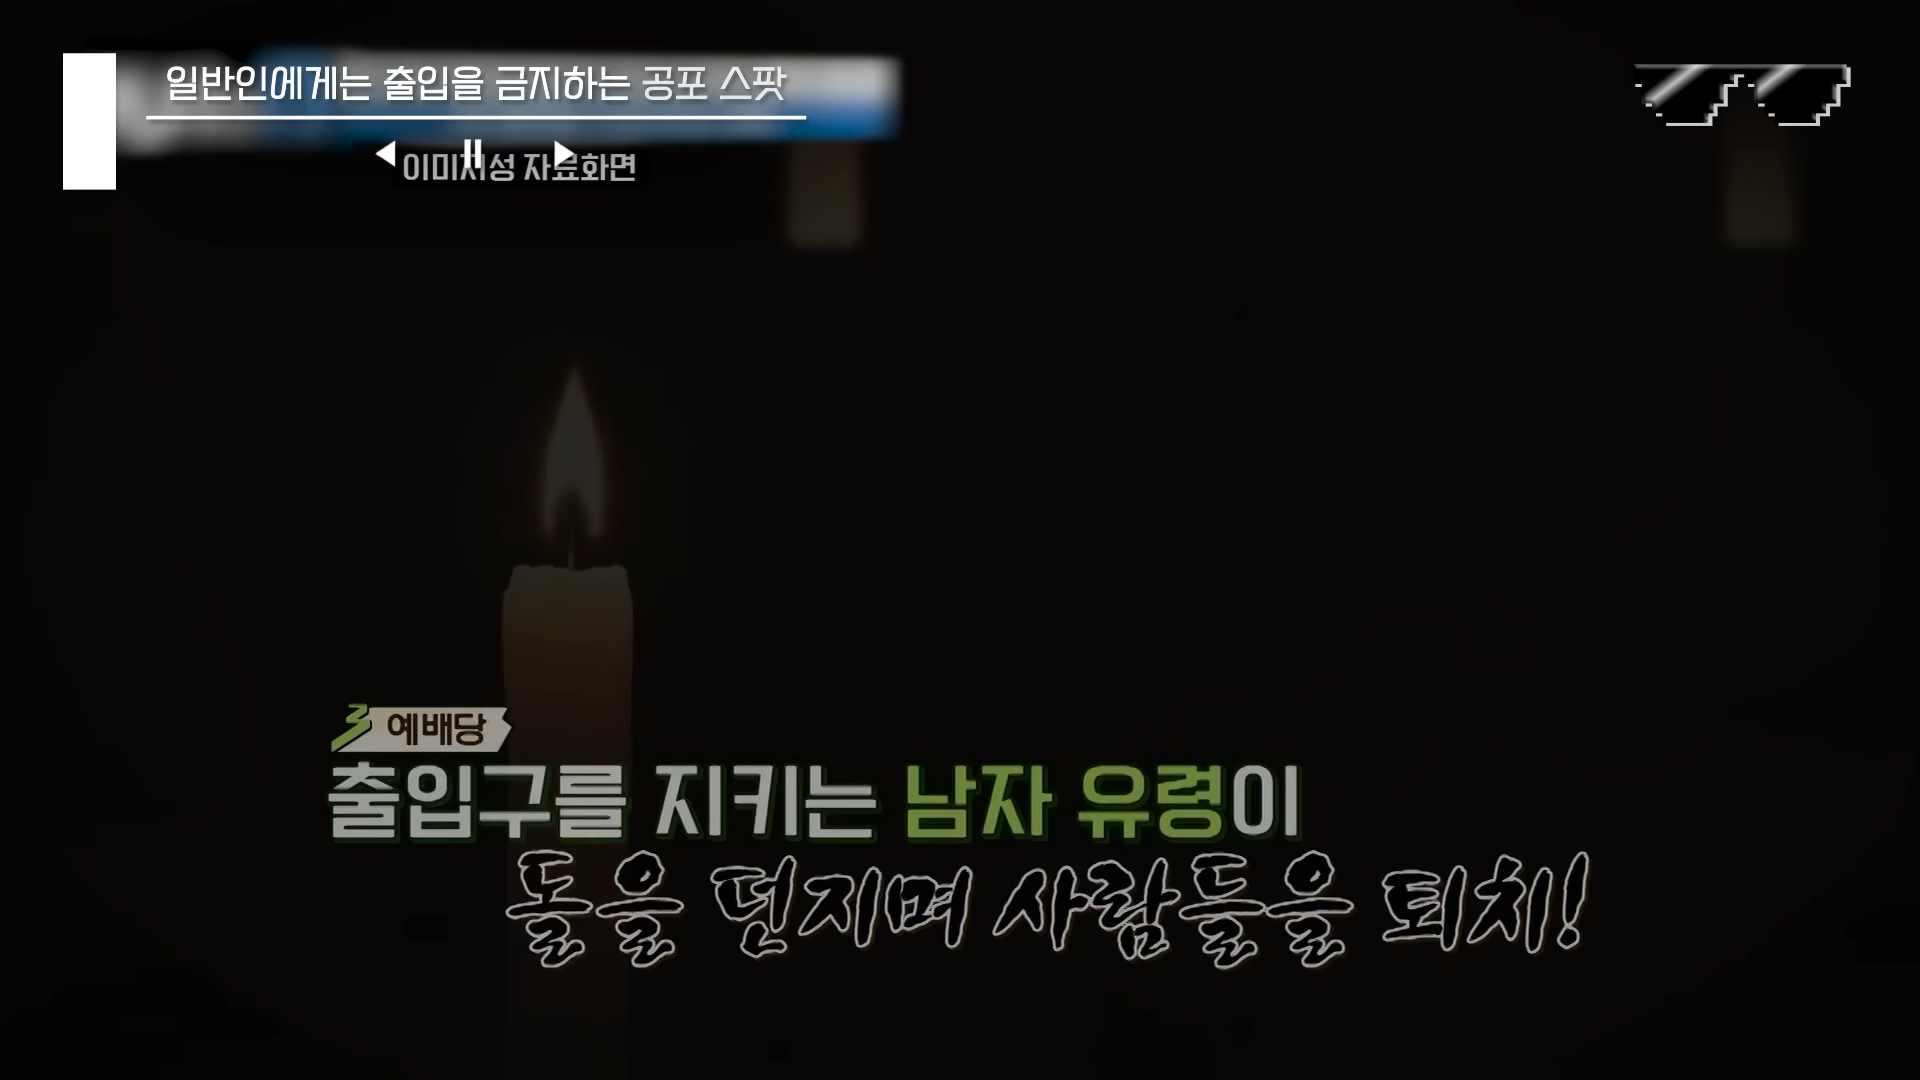 일반인에게는 출입을 금지하는 공포 스팟
이미지성 자료화면
3 예배당
출입구를 지키는 남자 유령이
돌을 던지며 사람들을 퇴치!